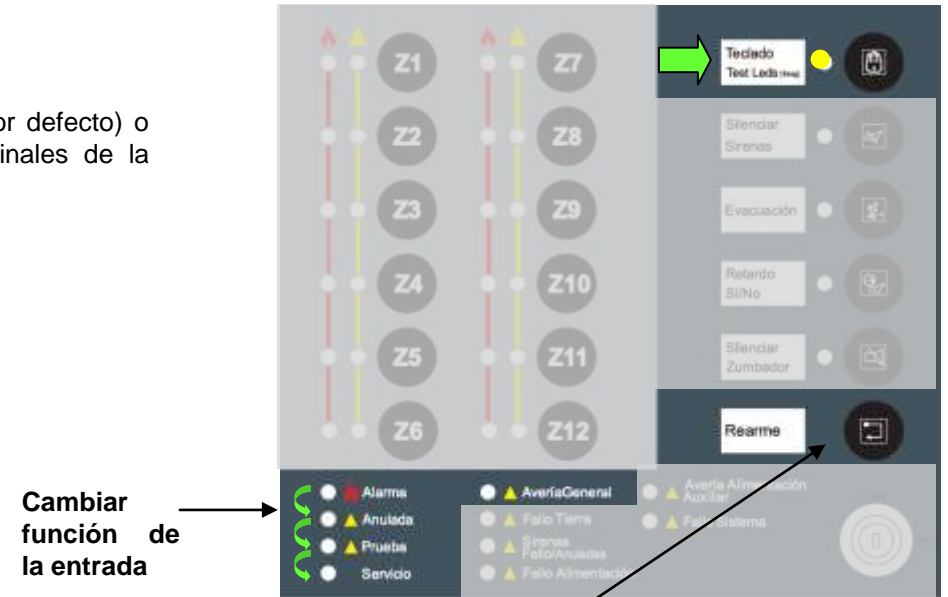 or defecto) o
inales de la
Z1
Z7
Teclado
Test Leds
Z2
Z8
Silenciar
Sirenas
Z3
Z9
Evacuación
Z4
Z10
Retardo
Si/No
Z5
Z11
Silenciar
Zumbador
Z6
Z12
Rearme
Alarma
AveríaGeneral
Avería Alimentación
Auxiliar
Anulada
Fallo Tierra
Fallo Sistema
Prueba
Sirenas
Fallo/Anuladas
Servicio
Fallo Alimentación
Cambiar
función de
la entrada